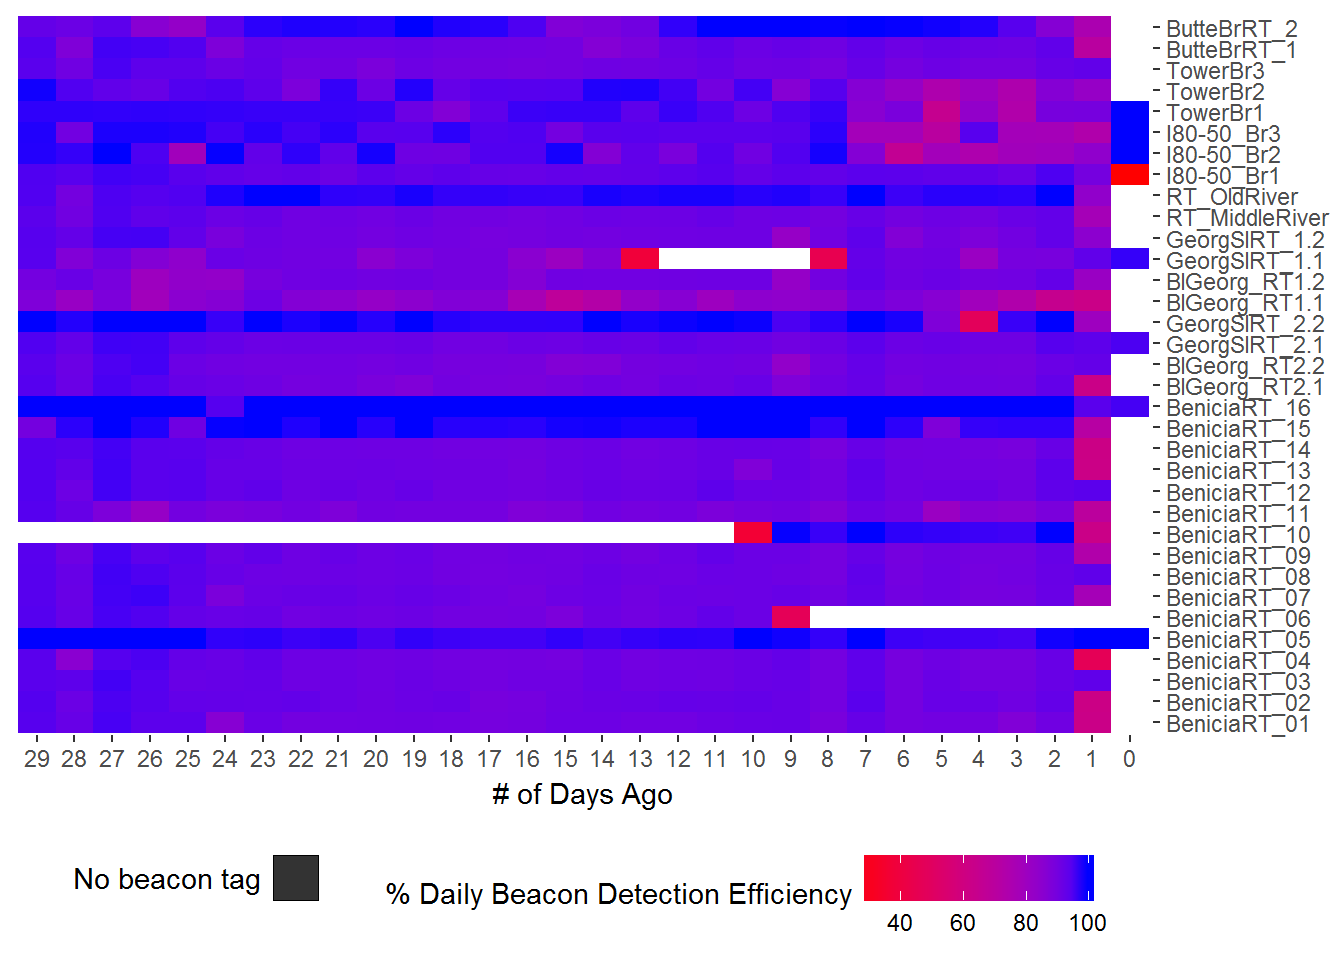 ButteBrRT_2
ButteBrRT_1
TowerBr3
TowerBr2
TowerBr1
I80-50_Br3
I80-50_Br2
I80-50_Br1
RT_OldRiver
RT_MiddleRiver
GeorgSlRT_1.2
GeorgSlRT_1.1
BlGeorg_RT1.2
BlGeorg_RT1.1
GeorgSlRT_2.2
GeorgSlRT_2.1
BlGeorg_RT2.2
BlGeorg_RT2.1
BeniciaRT_16
BeniciaRT_15
BeniciaRT_14
BeniciaRT_13
BeniciaRT_12
BeniciaRT_11
BeniciaRT_10
BeniciaRT_09
BeniciaRT_08
BeniciaRT_07
BeniciaRT_06
BeniciaRT_05
BeniciaRT_04
BeniciaRT_03
BeniciaRT_02
BeniciaRT_01
29 28 27 26 25 24 23 22 21 20 19 18 17 16 15 14 13 12 11 10 9 8 7 6 5 4 3 2 1 0
# of Days Ago
No beacon tag
% Daily Beacon Detection Efficiency
40 60 80 100